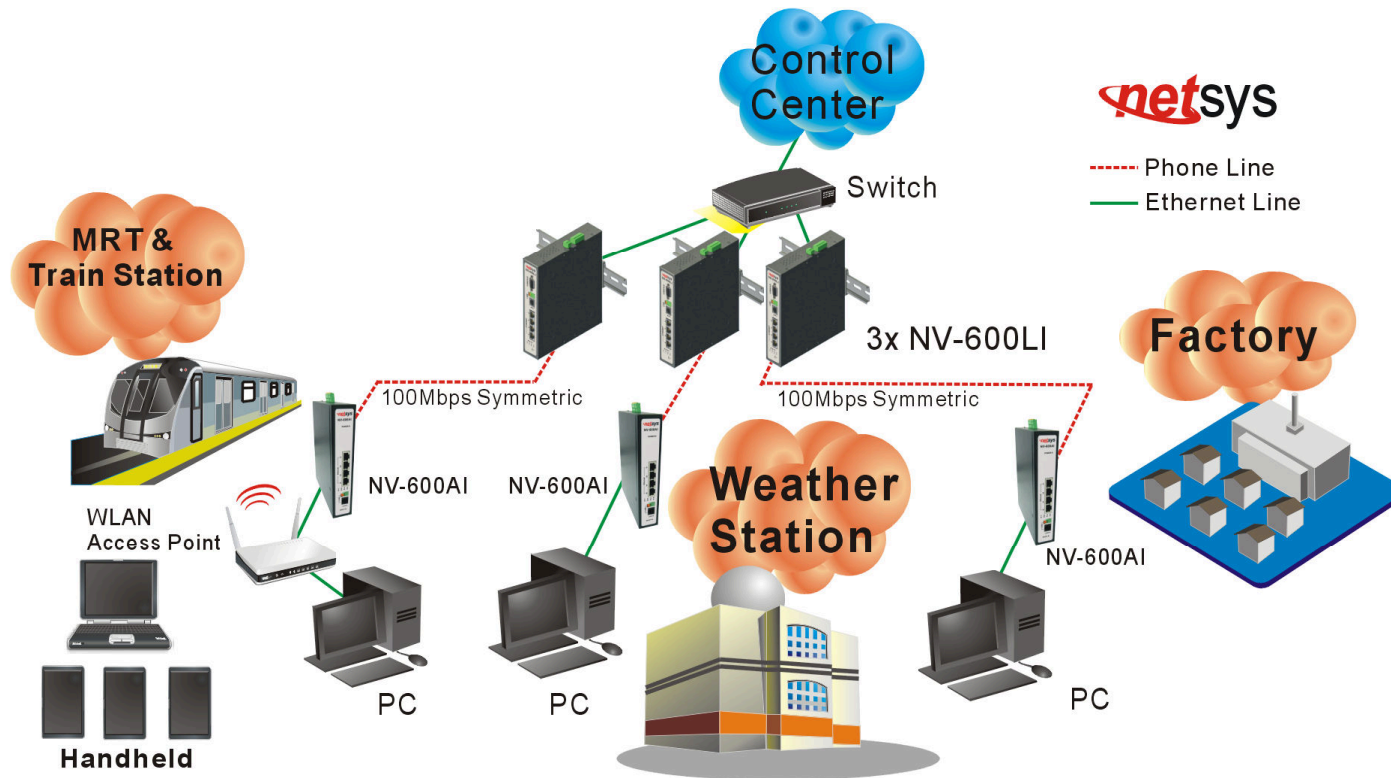 Control
Center
netsys
Phone Line
Ethernet Line
Switch
MRT &
Train Station
3x NV-600LI
Factory
100Mbps Symmetric
100Mbps Symmetric
NV-600AI
NV-600AI
Weather
Station
NV-600AI
WLAN
Access Point
PC
PC
PC
Handheld